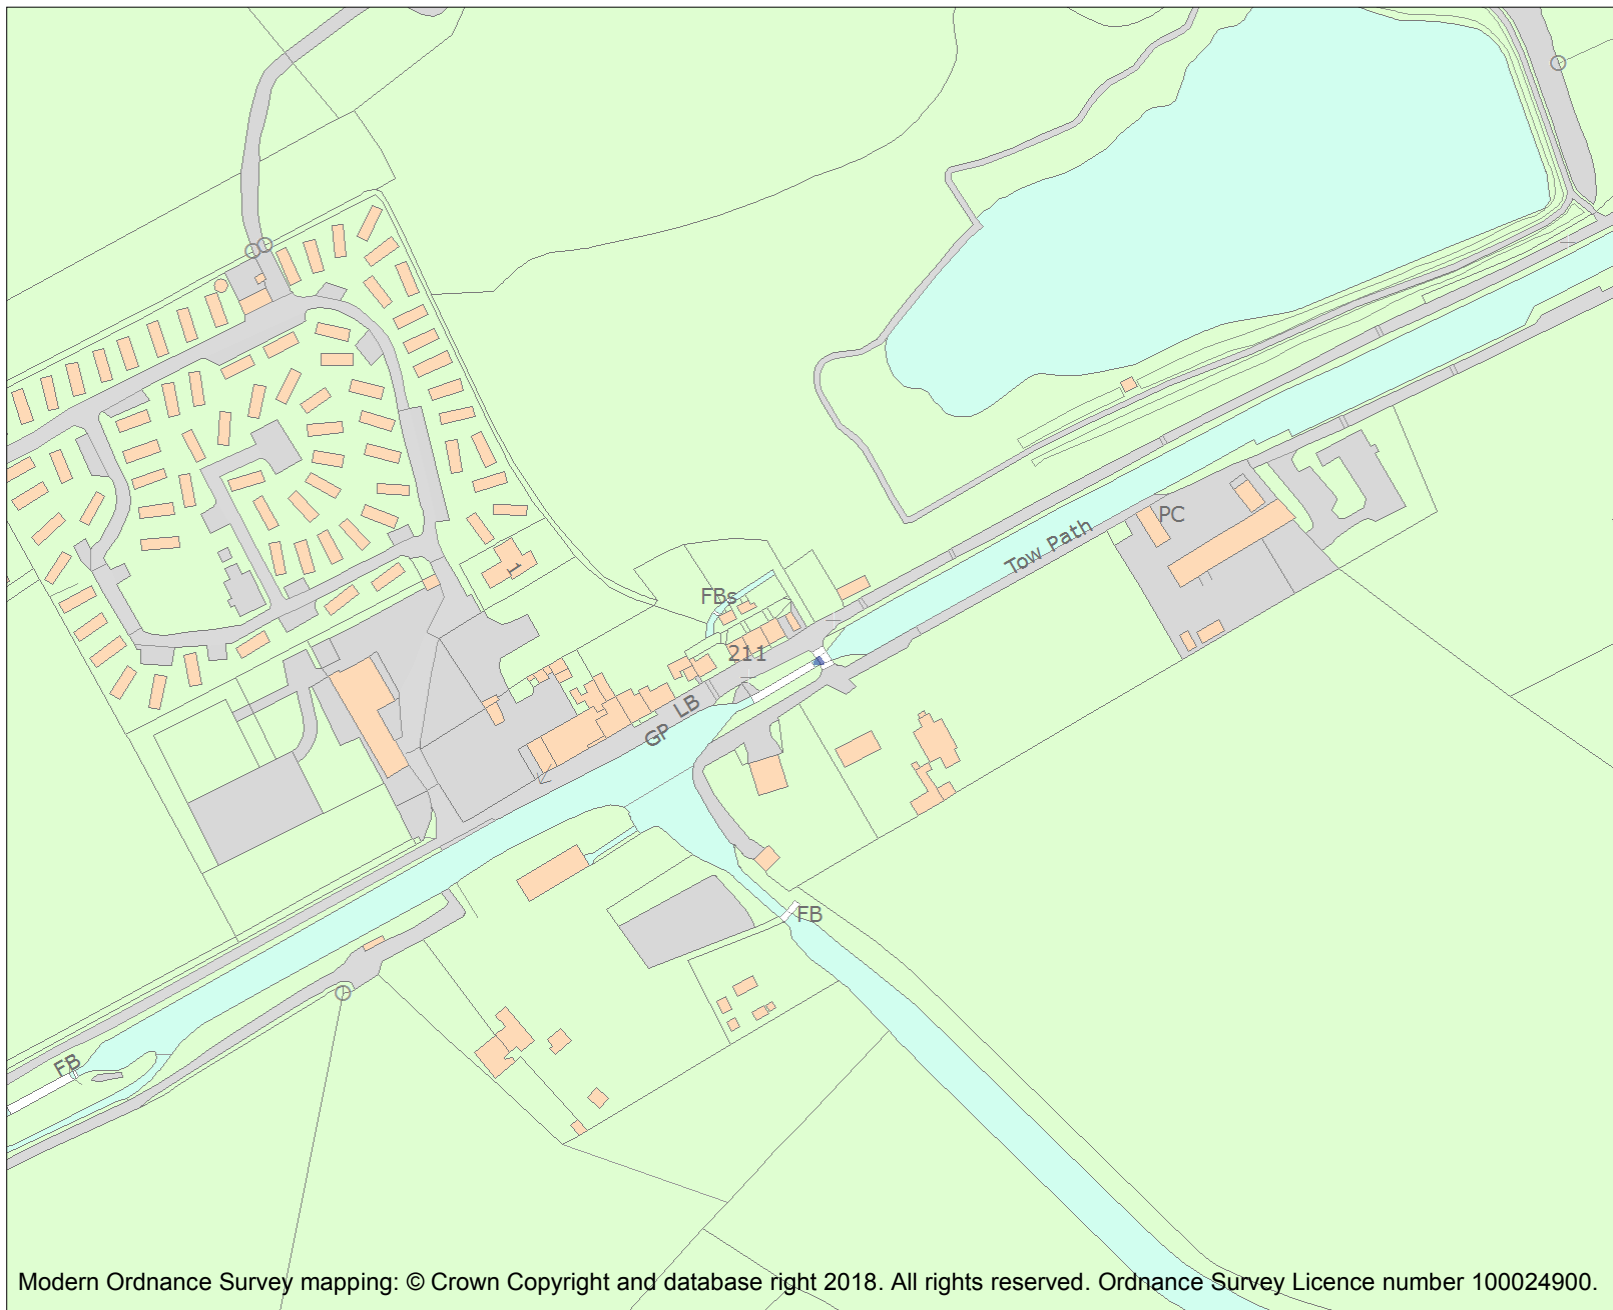 PC
Tow Path
1
FBs
211
GP LB
FB
FB
Modern Ordnance Survey mapping: © Crown Copyright and database right 2018. All rights reserved. Ordnance Survey Licence number 100024900.